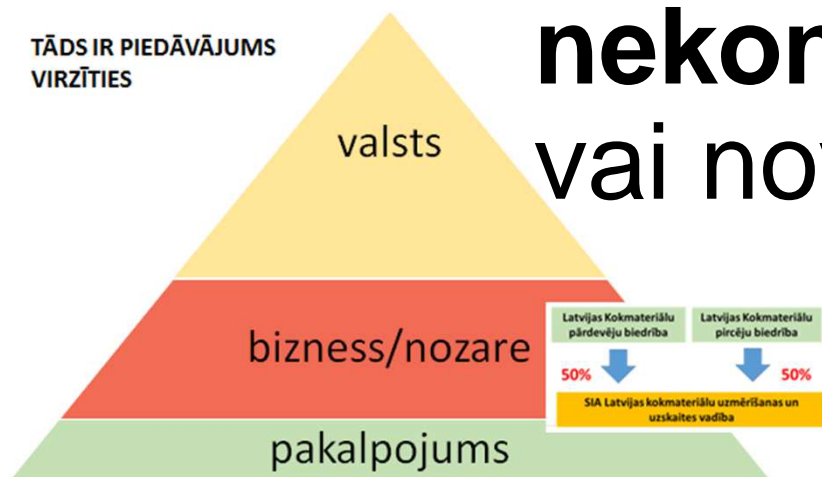 TĀDS IR PIEDĀVĀJUMS
VIRZĪTIES
valsts
vai
bizness/nozare
Latvijas Kokmateriālu
pārdevēju biedrība
Latvijas Kokmateriālu
pircēju biedrība
50%
50%
SIA Latvijas kokmateriālu uzmērīšanas un
uzskaites vadība
pakalpojums